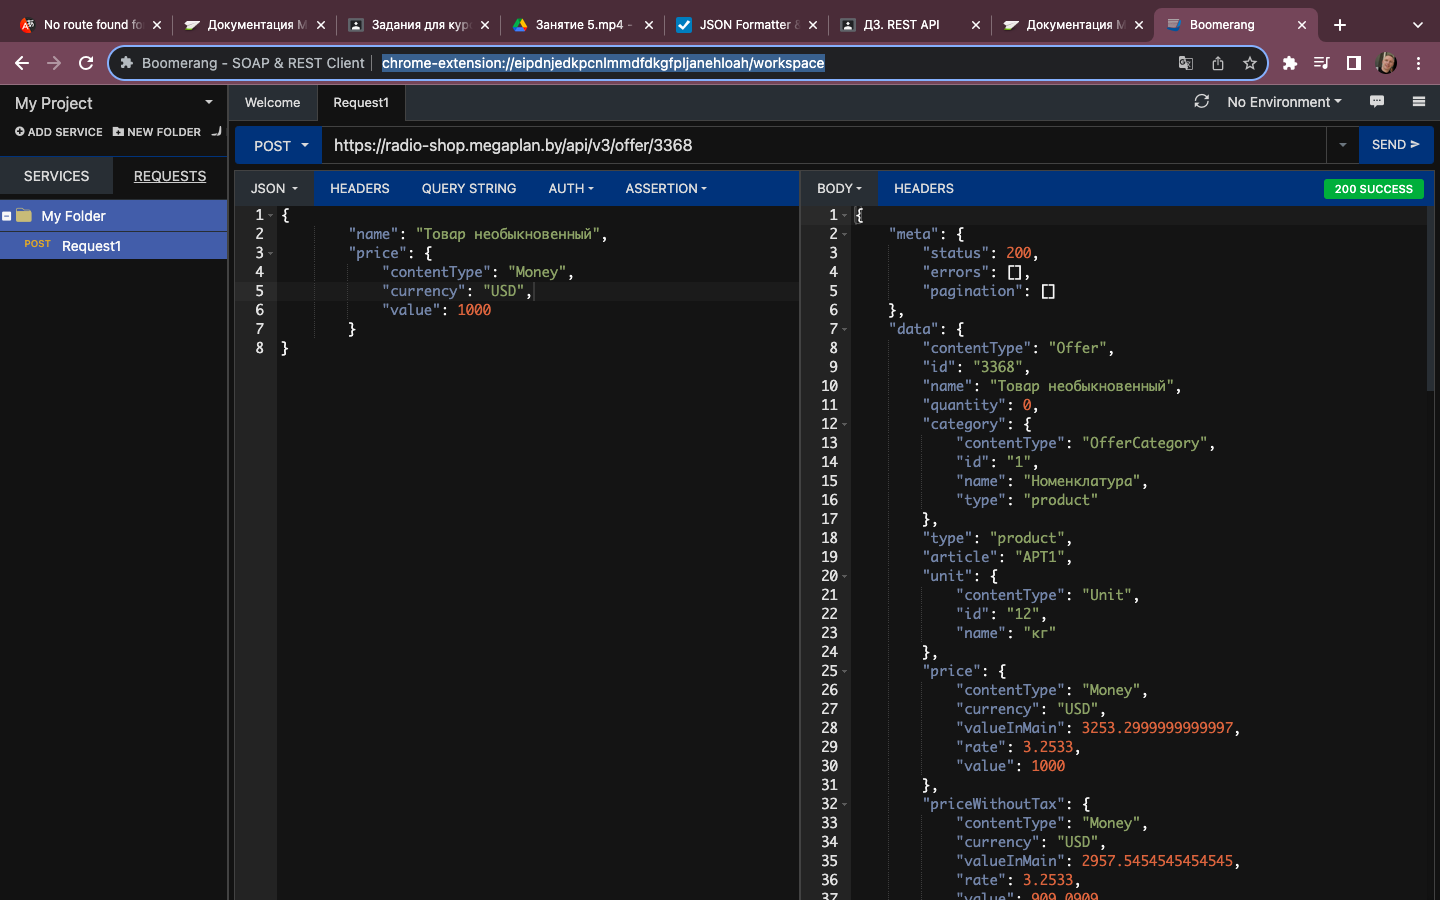 No route found fo
Документация М
Задания для кур
Занятие 5.mp4 -
JSON Formatter &
ДЗ. REST API
Документация М
Boomerang
Boomerang - SOAP & REST Client
chrome-extension://eipdnjedkpcnlmmdfdkgfpljanehloah/workspace
My Project
ADD SERVICE
NEW FOLDER
SERVICES
REQUESTS
My Folder
POST Request1
Welcome
Request1
No Environment
POST
https://radio-shop.megaplan.by/api/v3/offer/3368
SEND
JSON
HEADERS
QUERY STRING
AUTH
ASSERTION
1 {
2 "name": "Товар необыкновенный",
3 "price": {
4 "contentType": "Money",
5 "currency": "USD",
6 "value": 1000
7 }
8 }
BODY
HEADERS
200 SUCCESS
1 {
2 "meta": {
3 "status": 200,
4 "errors": [],
5 "pagination": []
6 },
7 "data": {
8 "contentType": "Offer",
9 "id": "3368",
10 "name": "Товар необыкновенный",
11 "quantity": 0,
12 "category": {
13 "contentType": "OfferCategory",
14 "id": "1",
15 "name": "Номенклатура",
16 "type": "product"
17 },
18 "type": "product",
19 "article": "АРТ1",
20 "unit": {
21 "contentType": "Unit",
22 "id": "12",
23 "name": "кг"
24 },
25 "price": {
26 "contentType": "Money",
27 "currency": "USD",
28 "valueInMain": 3253.2999999999997,
29 "rate": 3.2533,
30 "value": 1000
31 },
32 "priceWithoutTax": {
33 "contentType": "Money",
34 "currency": "USD",
35 "valueInMain": 2957.5454545454545,
36 "rate": 3.2533,
37 "value": 909.0909